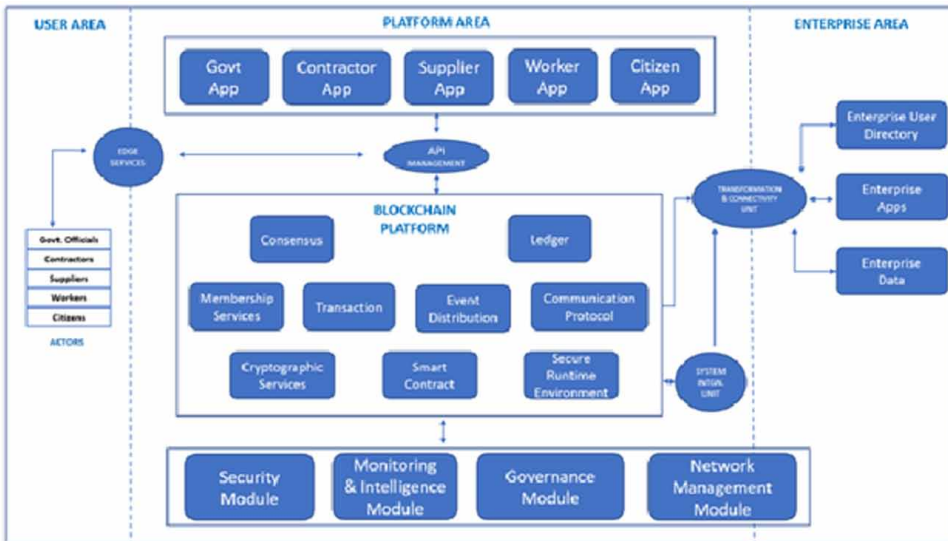 USER AREA
PLATFORM AREA
ENTERPRISE AREA
Govt
App
Contractor
App
Supplier
App
Worker
App
Citizen
App
EDGE
SERVICES
API
MANAGEMENT
Enterprise User
Directory
TRANSFORMATION
& CONNECTIVITY
UNIT
Enterprise
Apps
Enterprise
Data
Govt. Officials
Contractors
Suppliers
Workers
Citizens
ACTORS
BLOCKCHAIN
PLATFORM
Consensus
Ledger
Membership
Services
Transaction
Event
Distribution
Communication
Protocol
Cryptographic
Services
Smart
Contract
Secure
Runtime
Environment
SYSTEM
INTGN.
UNIT
Security
Module
Monitoring
& Intelligence
Module
Governance
Module
Network
Management
Module